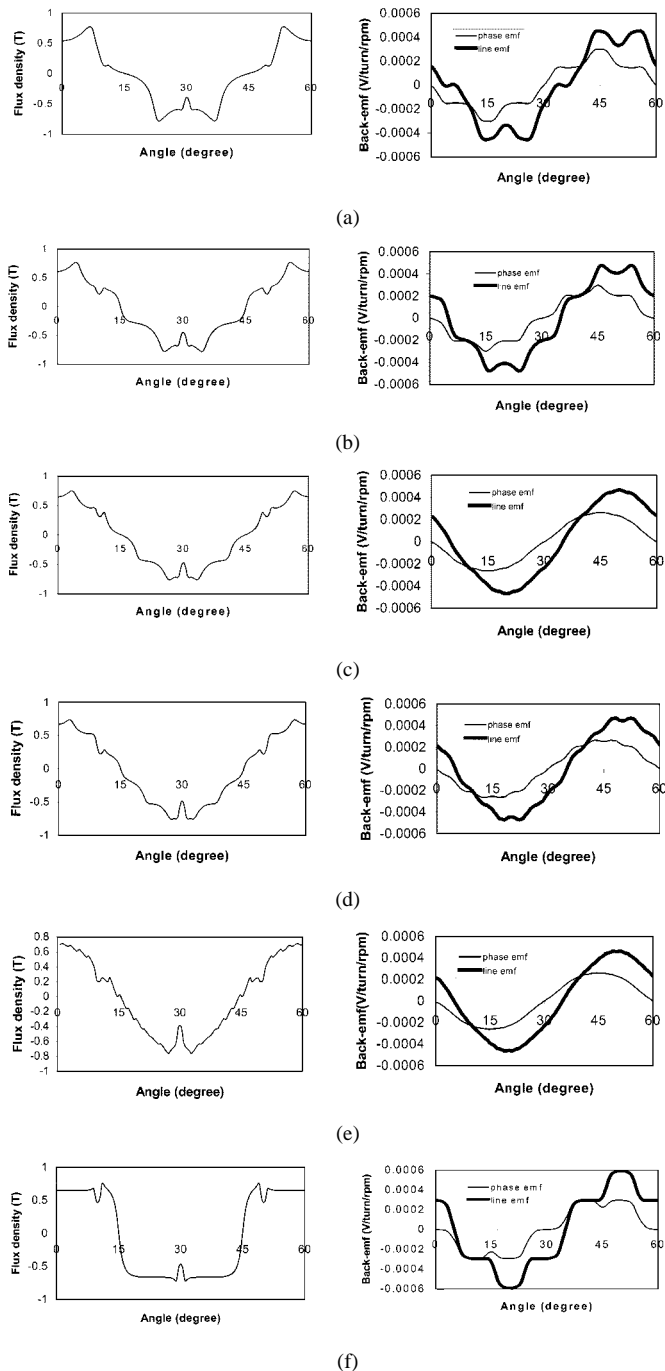 1
0.5
0
-0.5
-1
0 15 30 45 60
Flux density (T)
Angle (degree)
0.0006
0.0004
0.0002
0
-0.0002
-0.0004
-0.0006
0 15 30 45 60
phase emf
line emf
Back-emf (V/turn/rpm)
Angle (degree)
(a)
1
0.5
0
-0.5
-1
0 15 30 45 60
Flux density (T)
Angle (degree)
0.0006
0.0004
0.0002
0
-0.0002
-0.0004
-0.0006
0 15 30 45 60
phase emf
line emf
Back-emf (V/turn/rpm)
Angle (degree)
(b)
1
0.5
0
-0.5
-1
0 15 30 45 60
Flux density (T)
Angle (degree)
0.0006
0.0004
0.0002
0
-0.0002
-0.0004
-0.0006
0 15 30 45 60
phase emf
line emf
Back-emf (V/turn/rpm)
Angle (degree)
(c)
1
0.5
0
-0.5
-1
0 15 30 45 60
Flux density (T)
Angle (degree)
0.0006
0.0004
0.0002
0
-0.0002
-0.0004
-0.0006
0 15 30 45 60
phase emf
line emf
Back-emf (V/turn/rpm)
Angle (degree)
(d)
0.8
0.6
0.4
0.2
0
-0.2
-0.4
-0.6
-0.8
-1
0 15 30 45 60
Flux density (T)
Angle (degree)
0.0006
0.0004
0.0002
0
-0.0002
-0.0004
-0.0006
0 15 30 45 60
phase emf
line emf
Back-emf(V/turn/rpm)
Angle (degree)
(e)
1
0.5
0
-0.5
-1
0 15 30 45 60
Flux density (T)
Angle (degree)
0.0006
0.0004
0.0002
0
-0.0002
-0.0004
-0.0006
0 15 30 45 60
phase emf
line emf
Back-emf (V/turn/rpm)
Angle (degree)
(f)